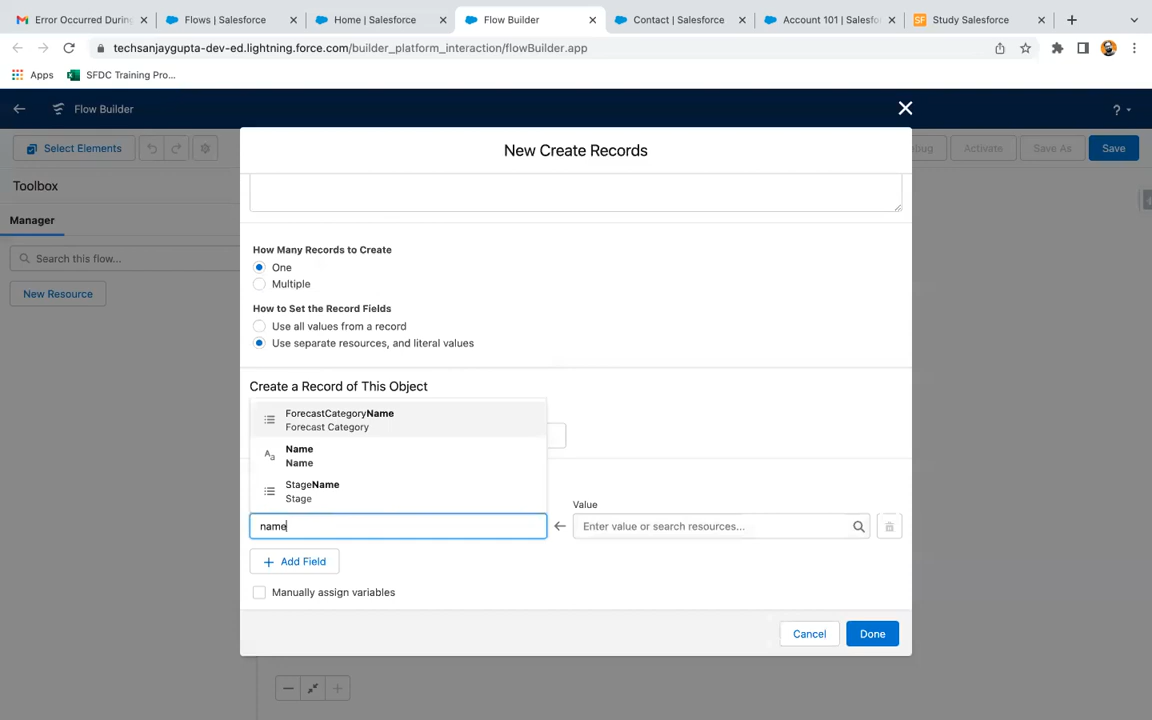 Error Occurred During
Flows | Salesforce
Home | Salesforce
Flow Builder
Contact | Salesforce
Account 101 | Salesfo
Study Salesforce
techsanjaygupta-dev-ed.lightning.force.com/builder_platform_interaction/flowBuilder.app
Apps
SFDC Training Pro...
Flow Builder
?
New Create Records
Select Elements
bug
Activate
Save As
Save
Toolbox
Manager
Search this flow...
New Resource
How Many Records to Create
One
Multiple
How to Set the Record Fields
Use all values from a record
Use separate resources, and literal values
Create a Record of This Object
ForecastCategoryName
Forecast Category
Aa
Name
Name
StageName
Stage
Value
name
Enter value or search resources...
Add Field
Manually assign variables
Cancel
Done